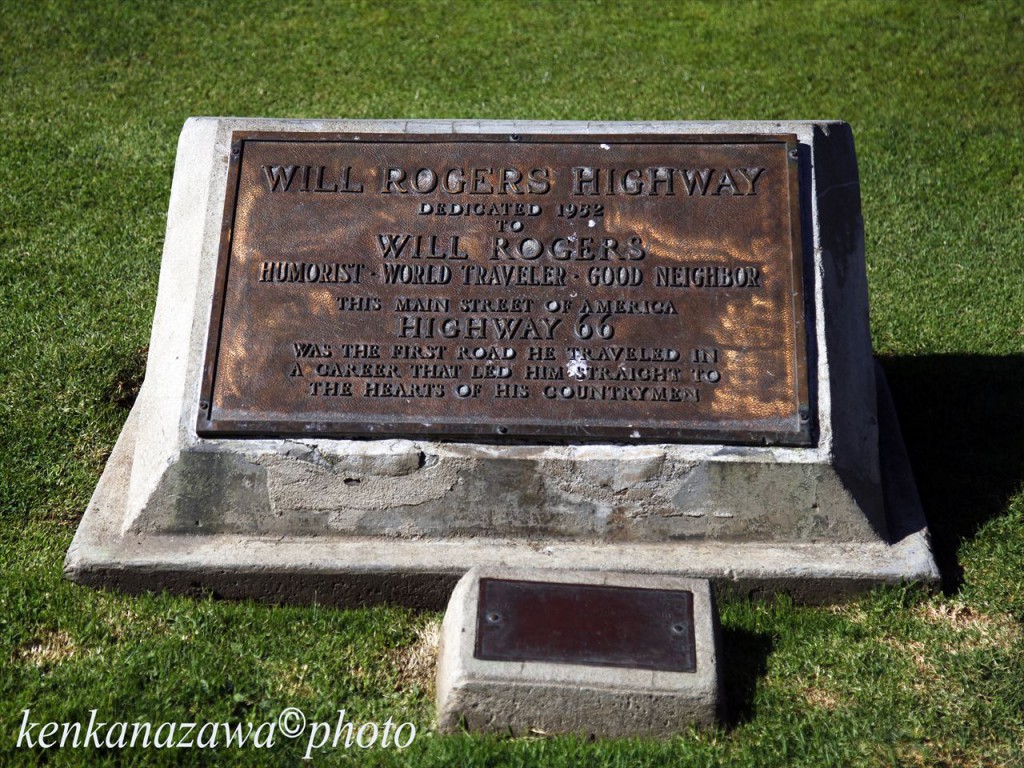 WILL ROGERS HIGHWAY
DEDICATED 1952
TO
WILL ROGERS
HUMORIST · WORLD TRAVELER · GOOD NEIGHBOR
THIS MAIN STREET OF AMERICA
HIGHWAY 66
WAS THE FIRST ROAD HE TRAVELED IN
A CAREER THAT LED HIM STRAIGHT TO
THE HEARTS OF HIS COUNTRYMEN
kenkanazawa©photo